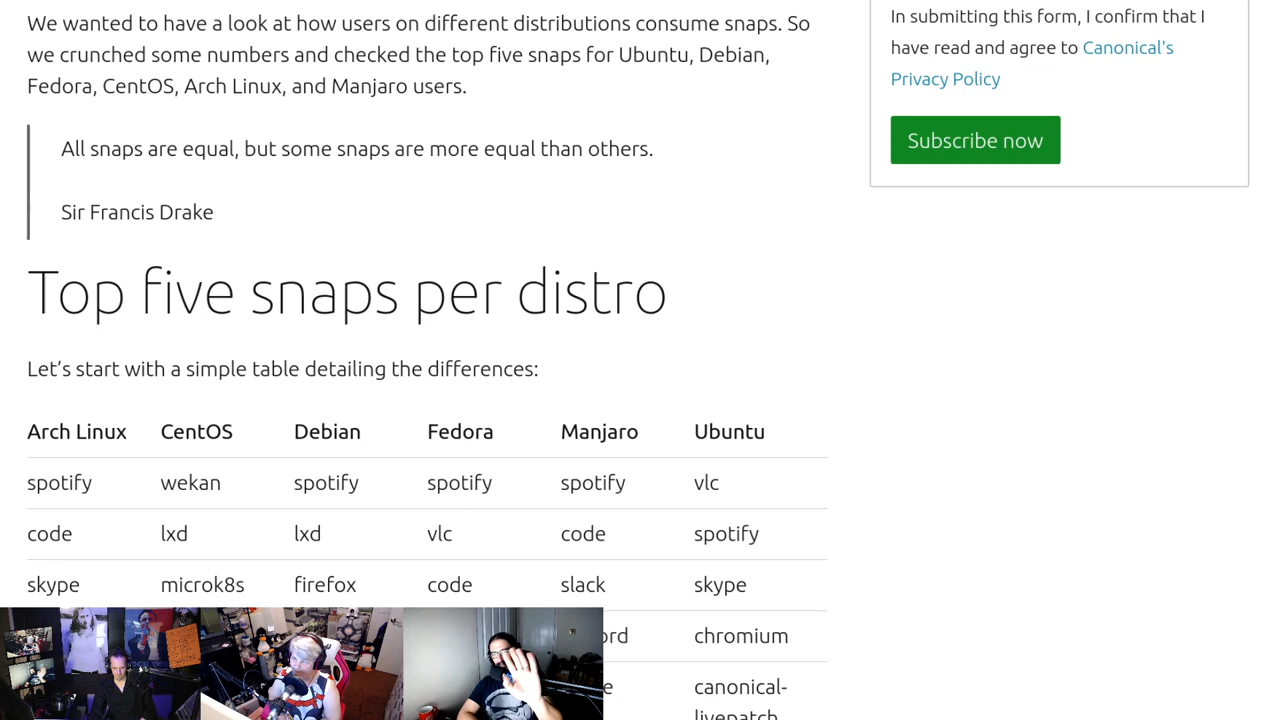 We wanted to have a look at how users on different distributions consume snaps. So
we crunched some numbers and checked the top five snaps for Ubuntu, Debian,
Fedora, CentOS, Arch Linux, and Manjaro users.
All snaps are equal, but some snaps are more equal than others.
Sir Francis Drake
Top five snaps per distro
Let’s start with a simple table detailing the differences:
Arch Linux CentOS Debian Fedora Manjaro Ubuntu
spotify wekan spotify spotify spotify vlc
code lxd lxd vlc code spotify
skype microk8s firefox code slack skype
chromium
canonical-
livepatch
In submitting this form, I confirm that I
have read and agree to Canonical's
Privacy Policy
Subscribe now